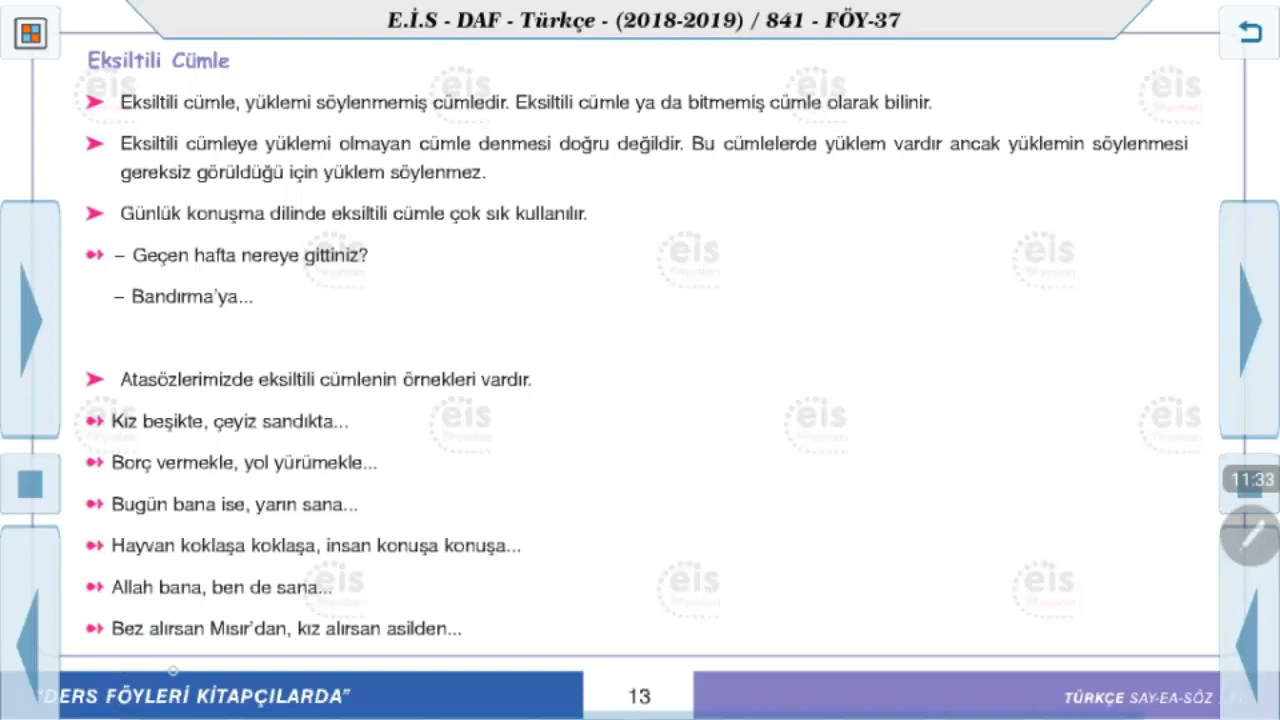 E.İ.S - DAF - Türkçe - (2018-2019) / 841 - FÖY-37
Eksiltili Cümle
Eksiltili cümle, yüklemi söylenmemiş cümledir. Eksiltili cümle ya da bitmemiş cümle olarak bilinir.
Eksiltili cümleye yüklemi olmayan cümle denmesi doğru değildir. Bu cümlelerde yüklem vardır ancak yüklemin söylenmesi
gereksiz görüldüğü için yüklem söylenmez.
Günlük konuşma dilinde eksiltili cümle çok sık kullanılır.
– Geçen hafta nereye gittiniz?
– Bandırma'ya...
Atasözlerimizde eksiltili cümlenin örnekleri vardır.
Kız beşikte, çeyiz sandıkta...
Borç vermekle, yol yürümekle...
11:33
Bugün bana ise, yarın sana...
Hayvan koklaşa koklaşa, insan konuşa konuşa...
Allah bana, ben de sana...
Bez alırsan Mısır'dan, kız alırsan asilden...
"DERS FÖYLERİ KİTAPÇILARDA"
13
TÜRKÇE SAY-EA-SÖZ
eis